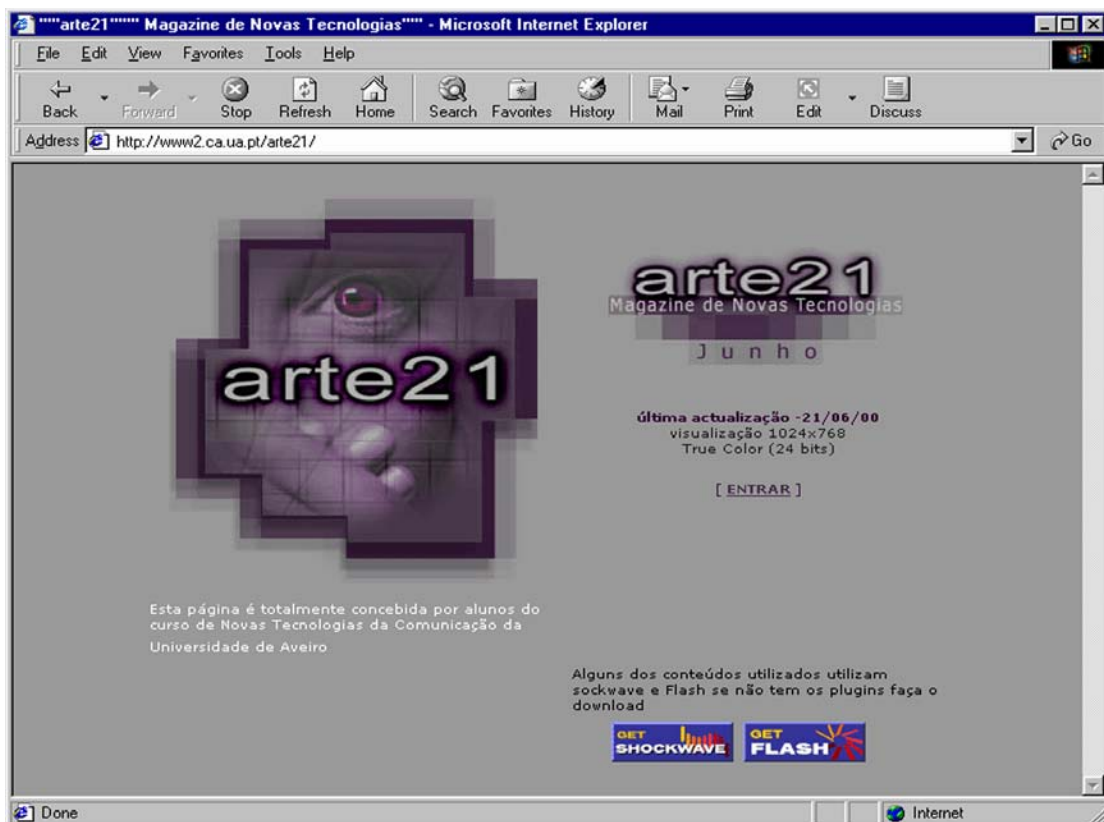 """"arte21"""""" Magazine de Novas Tecnologias""""" - Microsoft Internet Explorer
File Edit View Favorites Tools Help
Back Forward Stop Refresh Home Search Favorites History Mail Print Edit Discuss
Address http://www2.ca.ua.pt/arte21/ Go
arte21
arte21
Magazine de Novas Tecnologias
Junho
última actualização -21/06/00
visualização 1024x768
True Color (24 bits)
[ ENTRAR ]
Esta página é totalmente concebida por alunos do
curso de Novas Tecnologias da Comunicação da
Universidade de Aveiro
Alguns dos conteúdos utilizados utilizam
sockwave e Flash se não tem os plugins faça o
download
GET SHOCKWAVE
GET FLASH
Done Internet